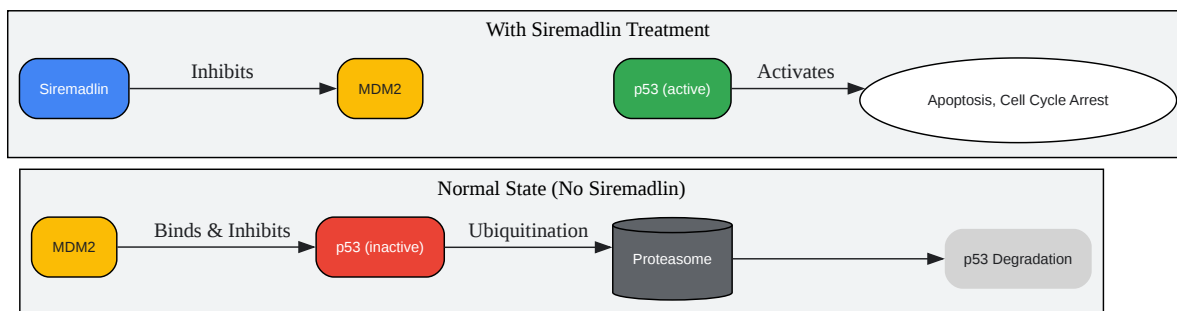 With Siremadlin Treatment
Siremadlin
Inhibits
MDM2
p53 (active)
Activates
Apoptosis, Cell Cycle Arrest
Normal State (No Siremadlin)
MDM2
Binds & Inhibits
p53 (inactive)
Ubiquitination
Proteasome
p53 Degradation